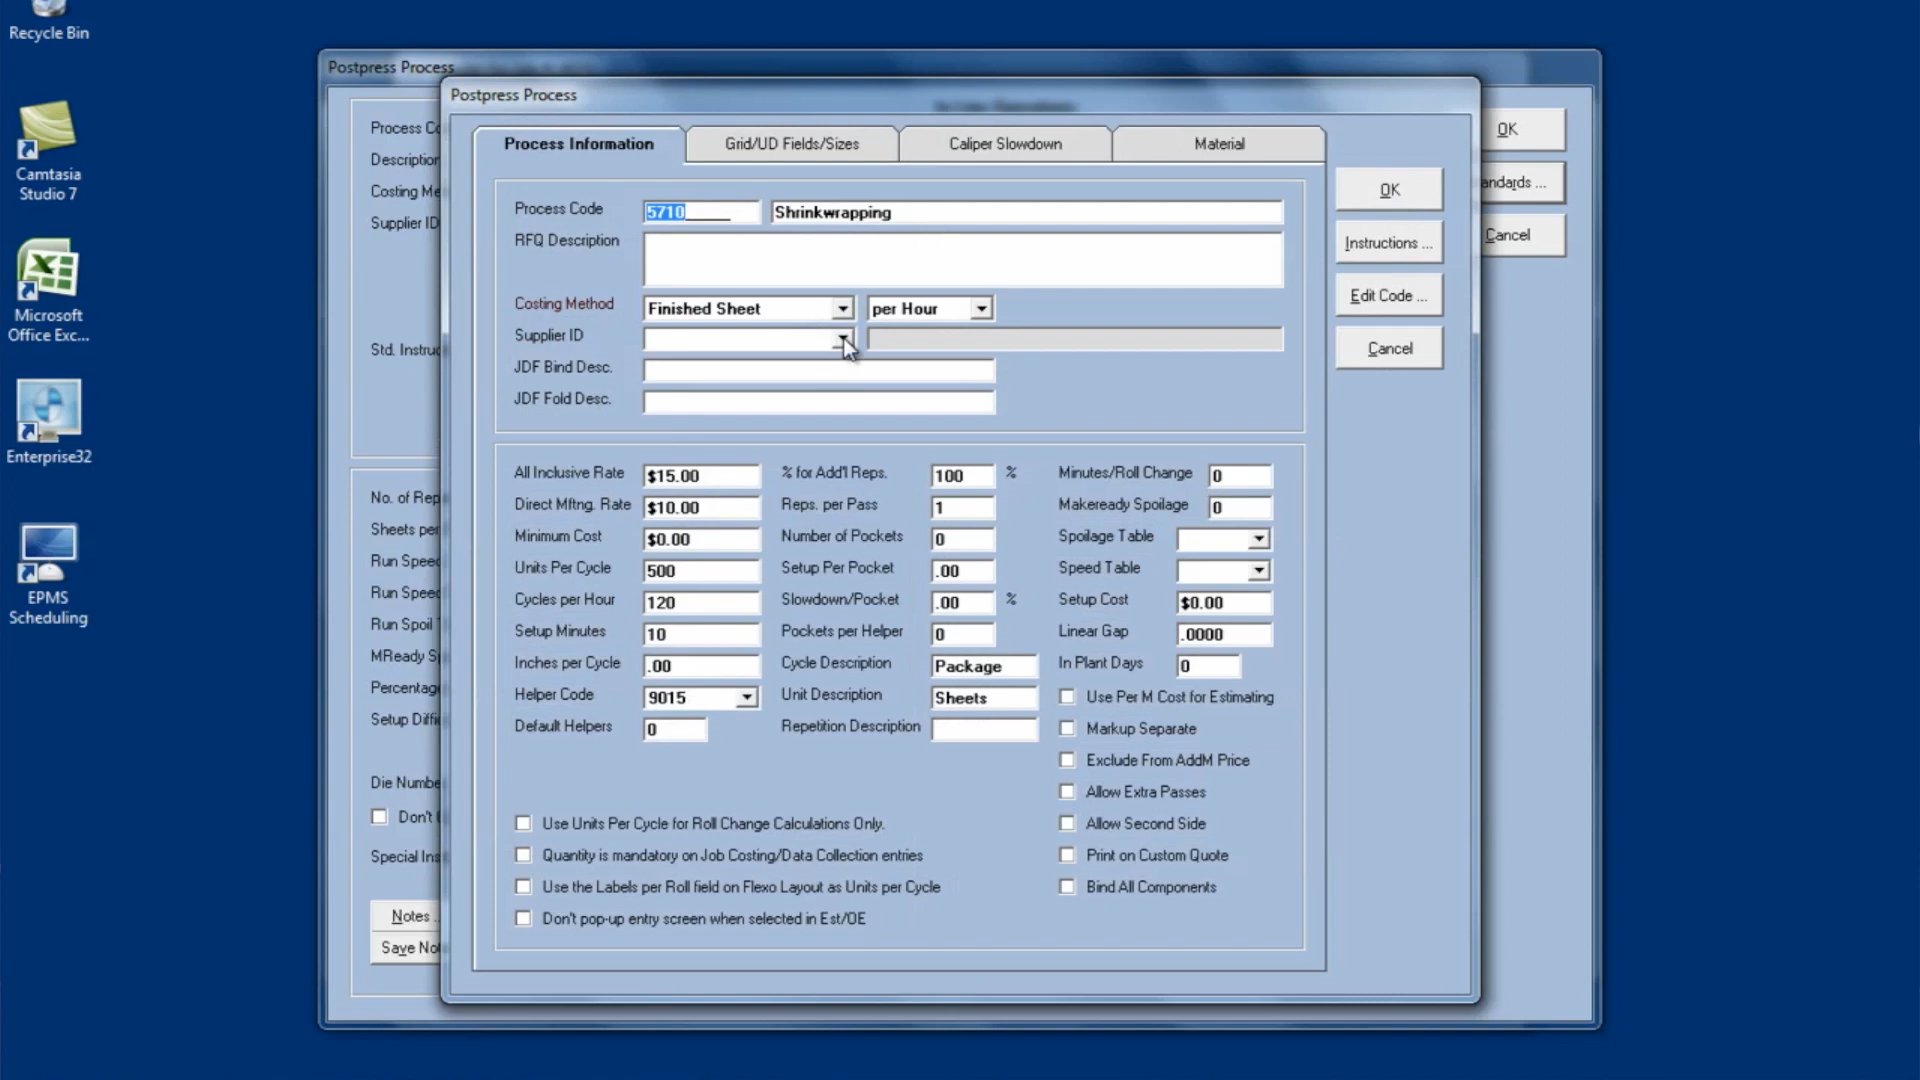 Recycle Bin
Camtasia
Studio 7
Microsoft
Office Exc...
Enterprise32
EPMS
Scheduling
Postpress Process
Process Co
Description
Costing Me
Supplier ID
Std. Instruc
No. of Rep
Sheets per
Run Speed
Run Speed
Run Spoil
MReady Sp
Percentag
Setup Diffi
Die Numbe
Don't
Special Ins
Notes ..
Save Not
OK
andards ...
Cancel
Postpress Process
Process Information
Grid/UD Fields/Sizes
Caliper Slowdown
Material
Process Code 5710 Shrinkwrapping
RFQ Description
Costing Method Finished Sheet per Hour
Supplier ID
JDF Bind Desc.
JDF Fold Desc.
OK
Instructions ...
Edit Code ...
Cancel
All Inclusive Rate $15.00 % for Add'l Reps. 100 % Minutes/Roll Change 0
Direct Mftng. Rate $10.00 Reps. per Pass 1 Makeready Spoilage 0
Minimum Cost $0.00 Number of Pockets 0 Spoilage Table
Units Per Cycle 500 Setup Per Pocket .00 Speed Table
Cycles per Hour 120 Slowdown/Pocket .00 % Setup Cost $0.00
Setup Minutes 10 Pockets per Helper 0 Linear Gap .0000
Inches per Cycle .00 Cycle Description Package In Plant Days 0
Helper Code 9015 Unit Description Sheets Use Per M Cost for Estimating
Default Helpers 0 Repetition Description Markup Separate
Exclude From AddM Price
Allow Extra Passes
Use Units Per Cycle for Roll Change Calculations Only. Allow Second Side
Quantity is mandatory on Job Costing/Data Collection entries Print on Custom Quote
Use the Labels per Roll field on Flexo Layout as Units per Cycle Bind All Components
Don't pop-up entry screen when selected in Est/OE